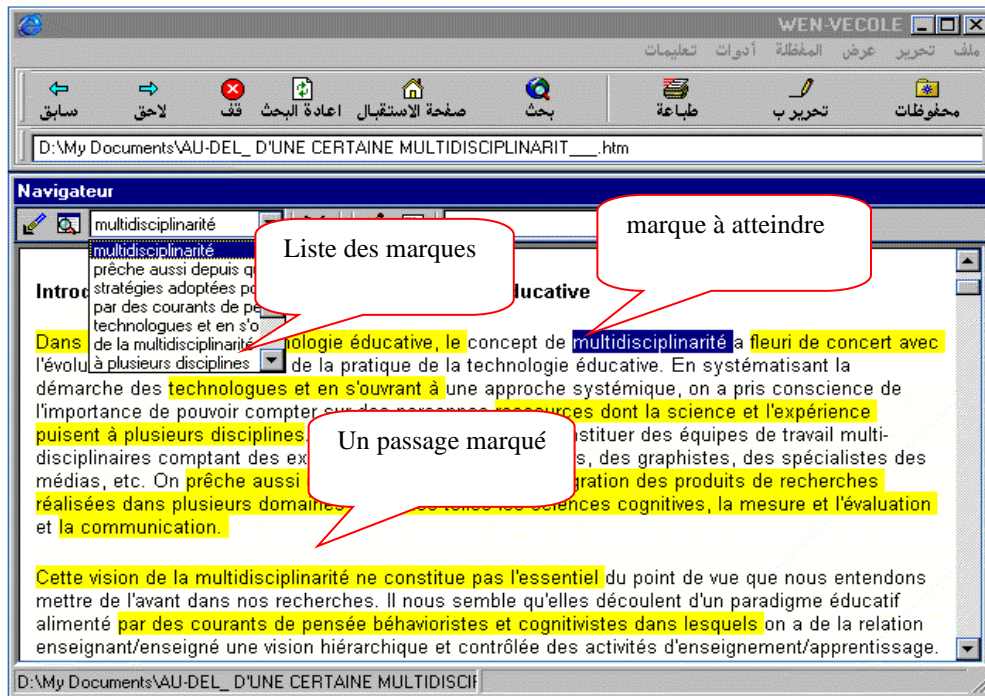 WEN-VECOLE
ملف تحرير عرض المفظلة أدوات تعليمات
سابق لاحق قف اعادة البحث صفحة الاستقبال بحث طباعة تحرير ب محفوظات
D:\My Documents\AU-DEL_ D'UNE CERTAINE MULTIDISCIPLINARIT___.htm
Navigateur
multidisciplinarité
multidisciplinarité
prêche aussi depuis q
stratégies adoptées po
par des courants de pe
technologues et en s'o
de la multidisciplinarité
à plusieurs disciplines
Liste des marques
marque à atteindre
Un passage marqué
Introd ducative
Dans nologie éducative, le concept de multidisciplinarité a fleuri de concert avec
l'évolu de la pratique de la technologie éducative. En systématisant la
démarche des technologues et en s'ouvrant à une approche systémique, on a pris conscience de
l'importance de pouvoir compter sur des personnes ressources dont la science et l'expérience
puisent à plusieurs disciplines. stituer des équipes de travail multi-
disciplinaires comptant des ex s, des graphistes, des spécialistes des
médias, etc. On prêche aussi gration des produits de recherches
réalisées dans plusieurs domaines telles les sciences cognitives, la mesure et l'évaluation
et la communication.
Cette vision de la multidisciplinarité ne constitue pas l'essentiel du point de vue que nous entendons
mettre de l'avant dans nos recherches. Il nous semble qu'elles découlent d'un paradigme éducatif
alimenté par des courants de pensée béhavioristes et cognitivistes dans lesquels on a de la relation
enseignant/enseigné une vision hiérarchique et contrôlée des activités d'enseignement/apprentissage.
D:\My Documents\AU-DEL_ D'UNE CERTAINE MULTIDISCIF